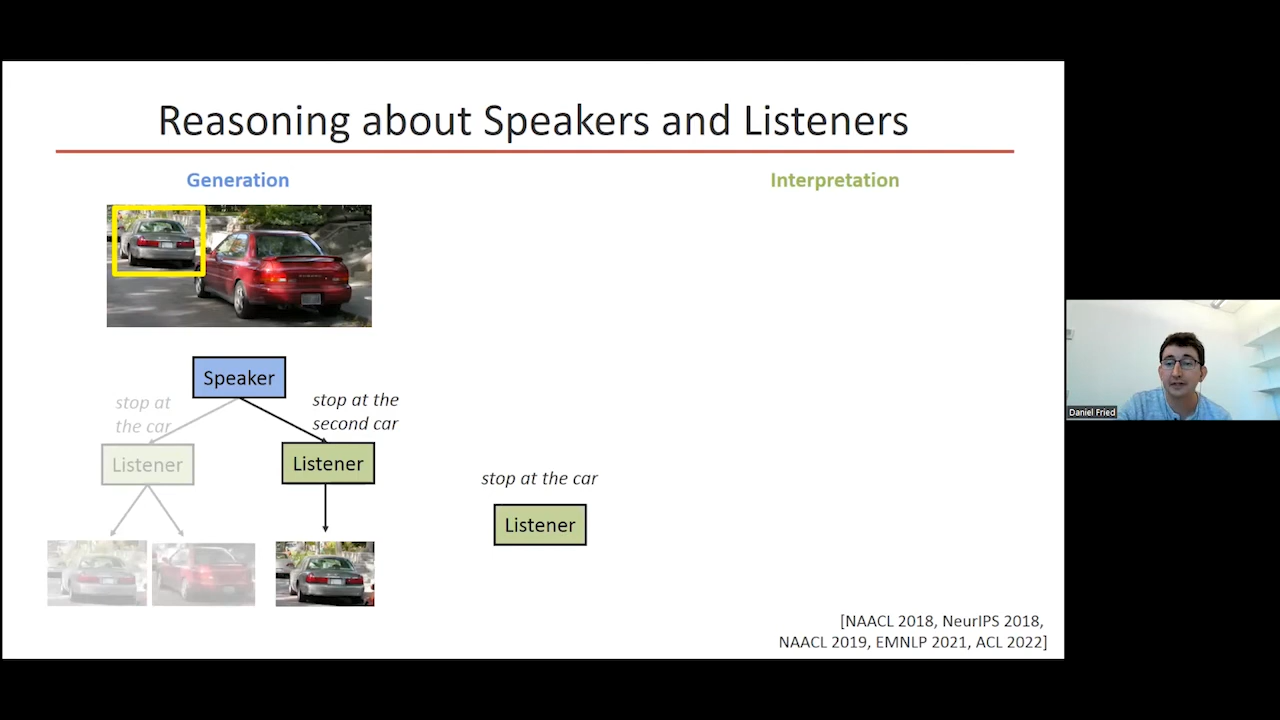 Reasoning about Speakers and Listeners
Generation
Interpretation
Speaker
stop at
the car
stop at the
second car
Listener
Listener
stop at the car
Listener
[NAACL 2018, NeurIPS 2018,
NAACL 2019, EMNLP 2021, ACL 2022]
Daniel Fried